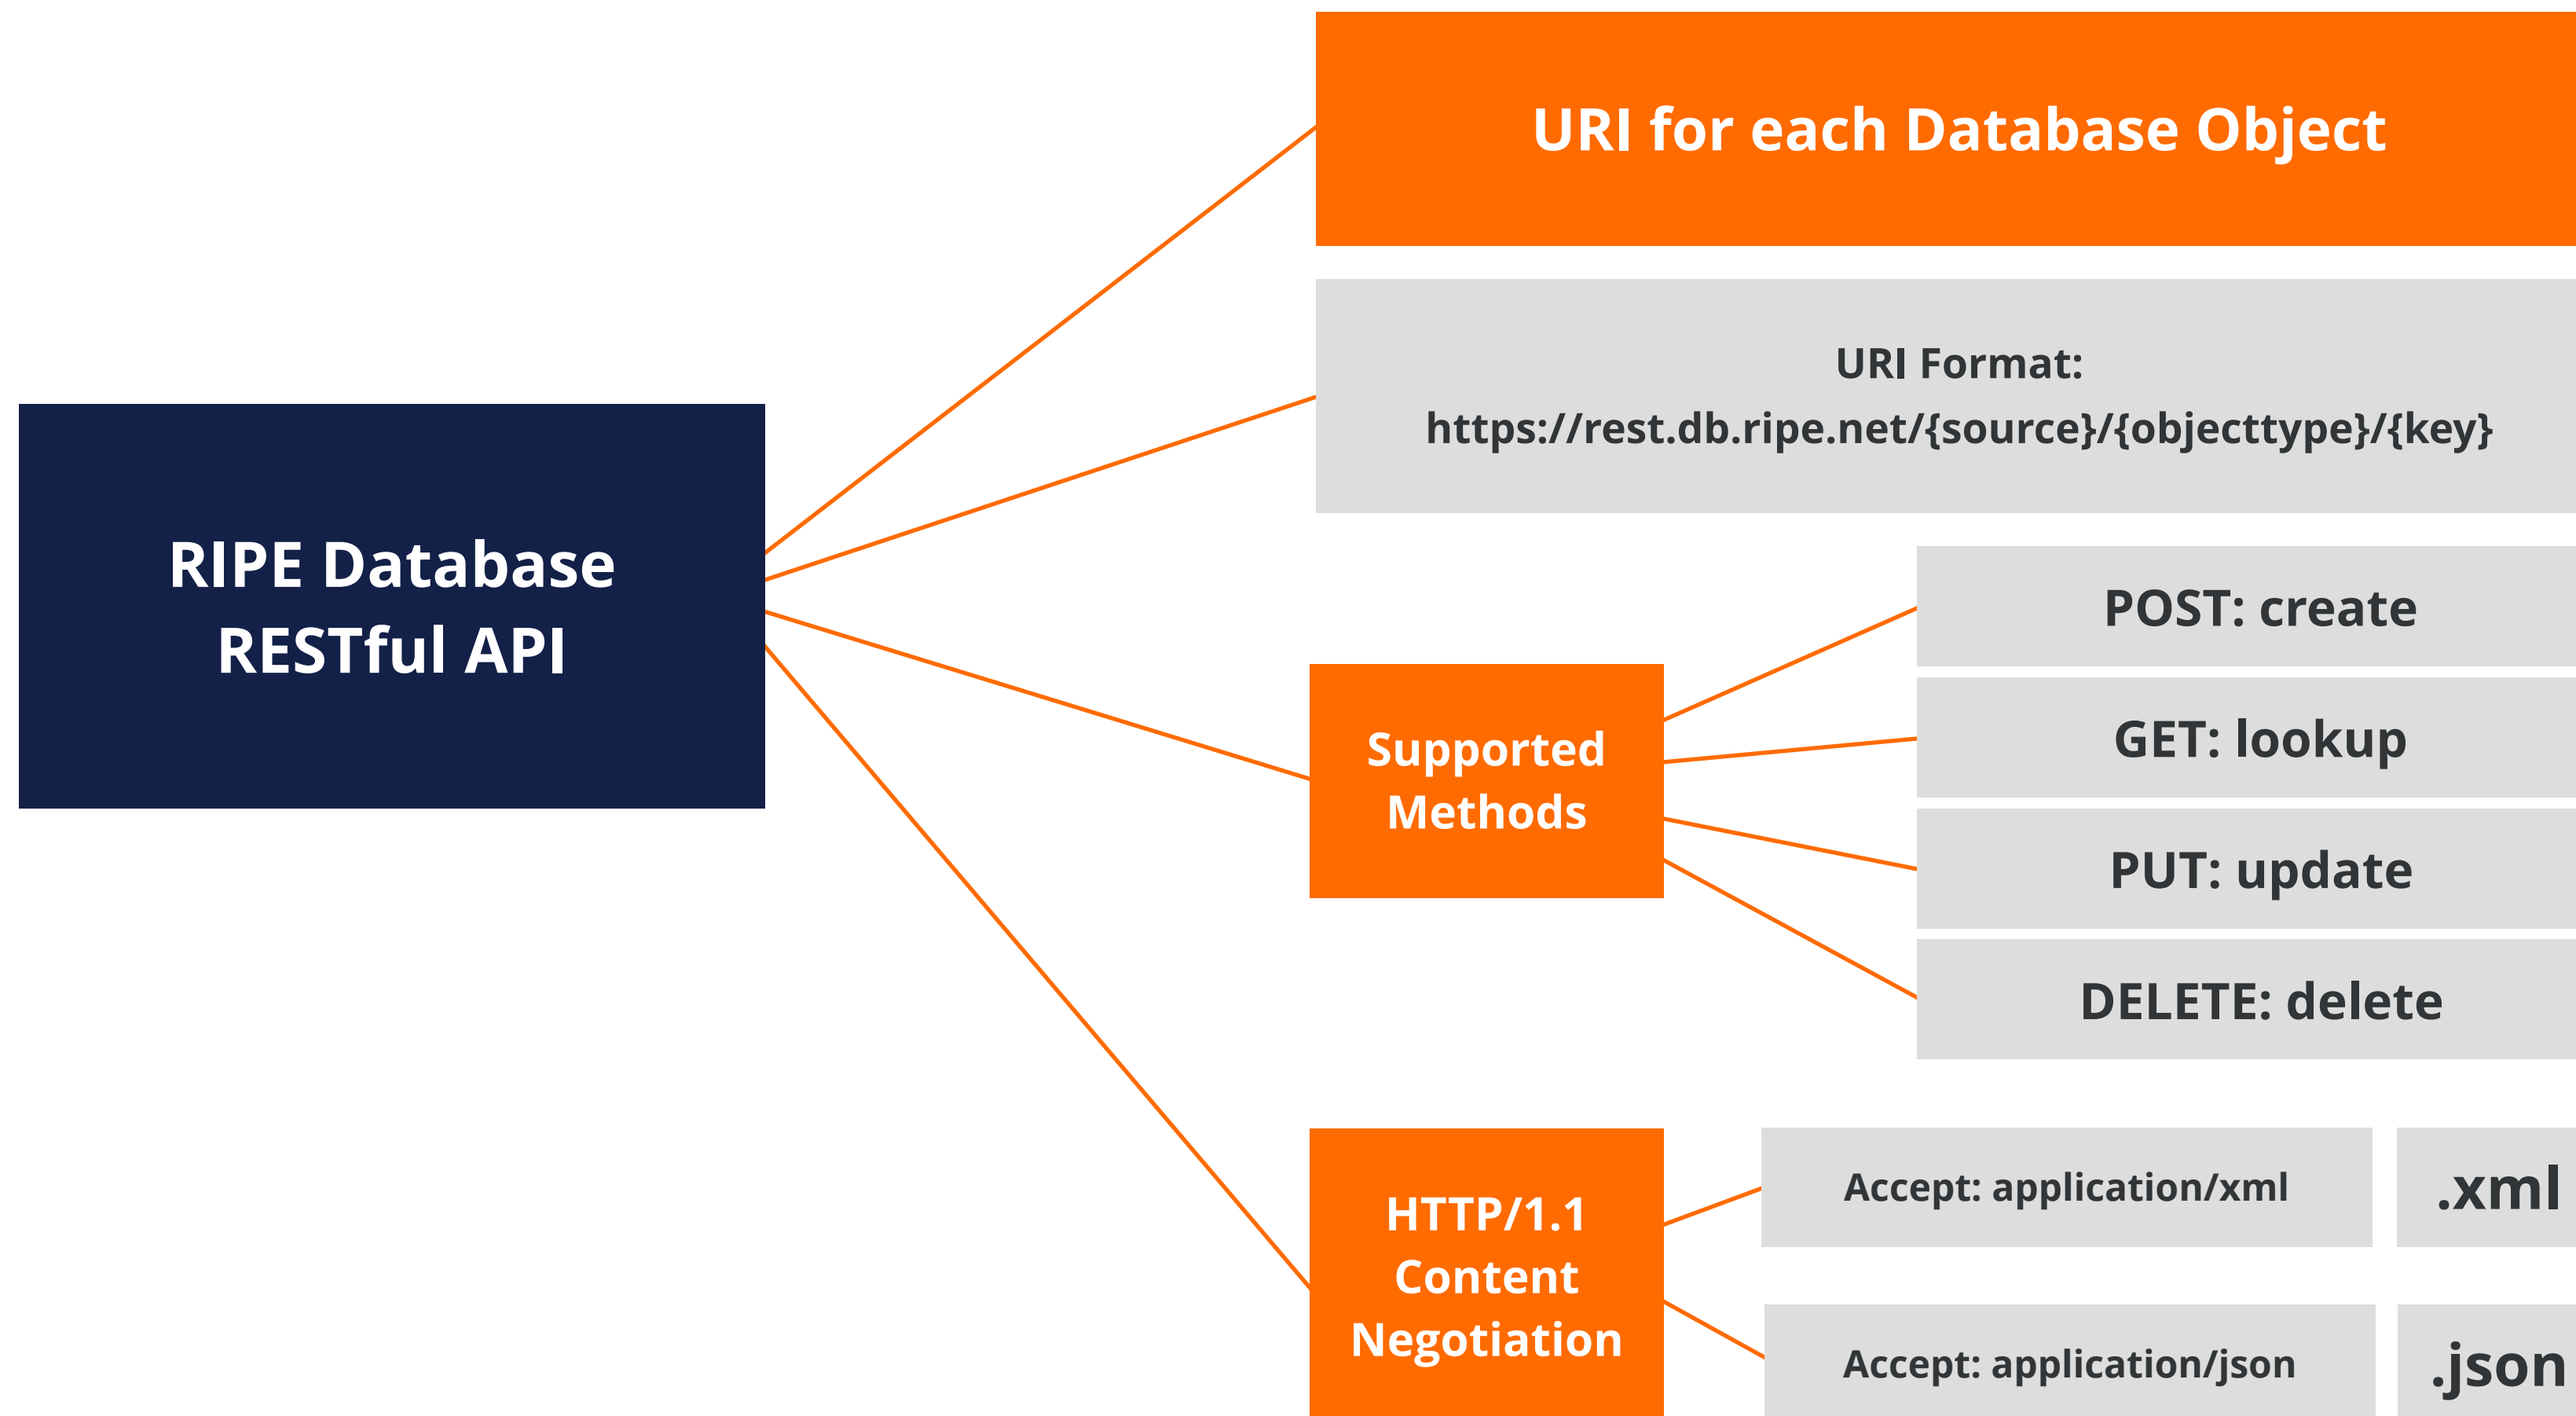 RIPE Database
RESTful API
URI for each Database Object
URI Format:
https://rest.db.ripe.net/{source}/{objecttype}/{key}
Supported
Methods
POST: create
GET: lookup
PUT: update
DELETE: delete
HTTP/1.1
Content
Negotiation
Accept: application/xml
.xml
Accept: application/json
.json